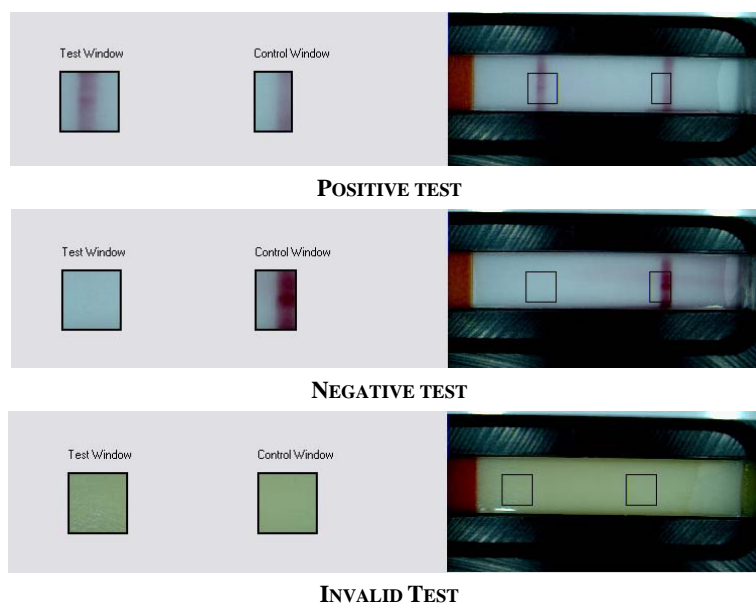 Test Window Control Window
POSITIVE TEST
Test Window Control Window
NEGATIVE TEST
Test Window Control Window
INVALID TEST